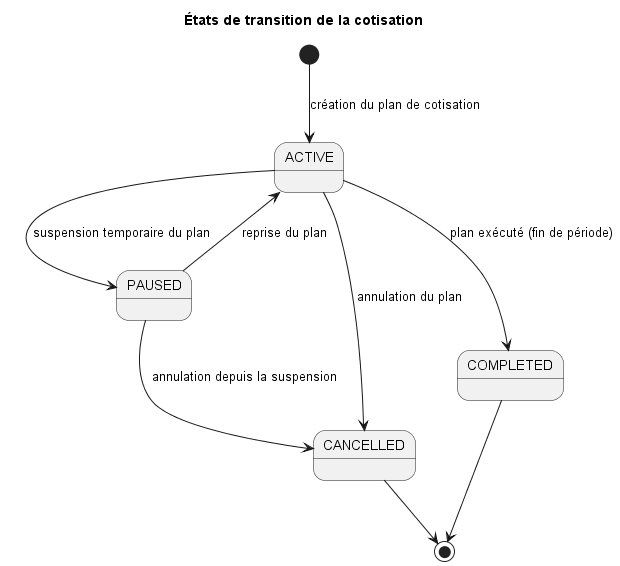 États de transition de la cotisation
création du plan de cotisation
ACTIVE
suspension temporaire du plan
reprise du plan
plan exécuté (fin de période)
PAUSED
annulation du plan
COMPLETED
annulation depuis la suspension
CANCELLED